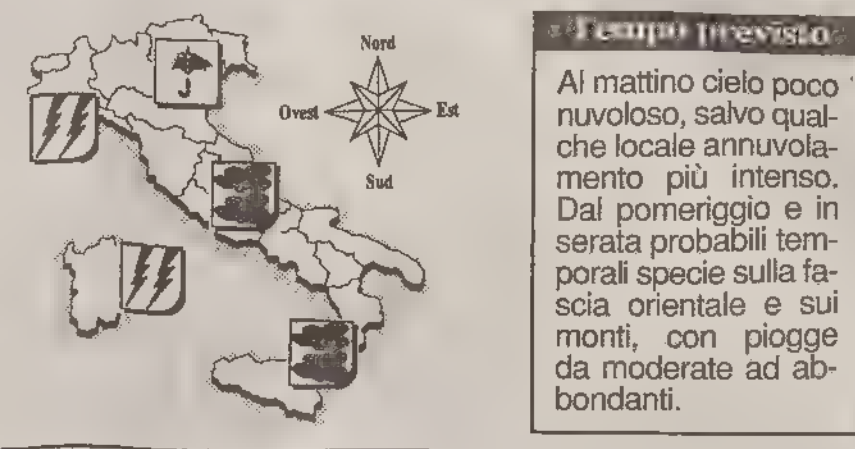 Nord
Ovest
Est
Sud
Tempo previsto
Al mattino cielo poco
nuvoloso, salvo qual-
che locale annuvola-
mento più intenso.
Dal pomeriggio e in
serata probabili tem-
porali specie sulla fa-
scia orientale e sui
monti, con piogge
da moderate ad ab-
bondanti.